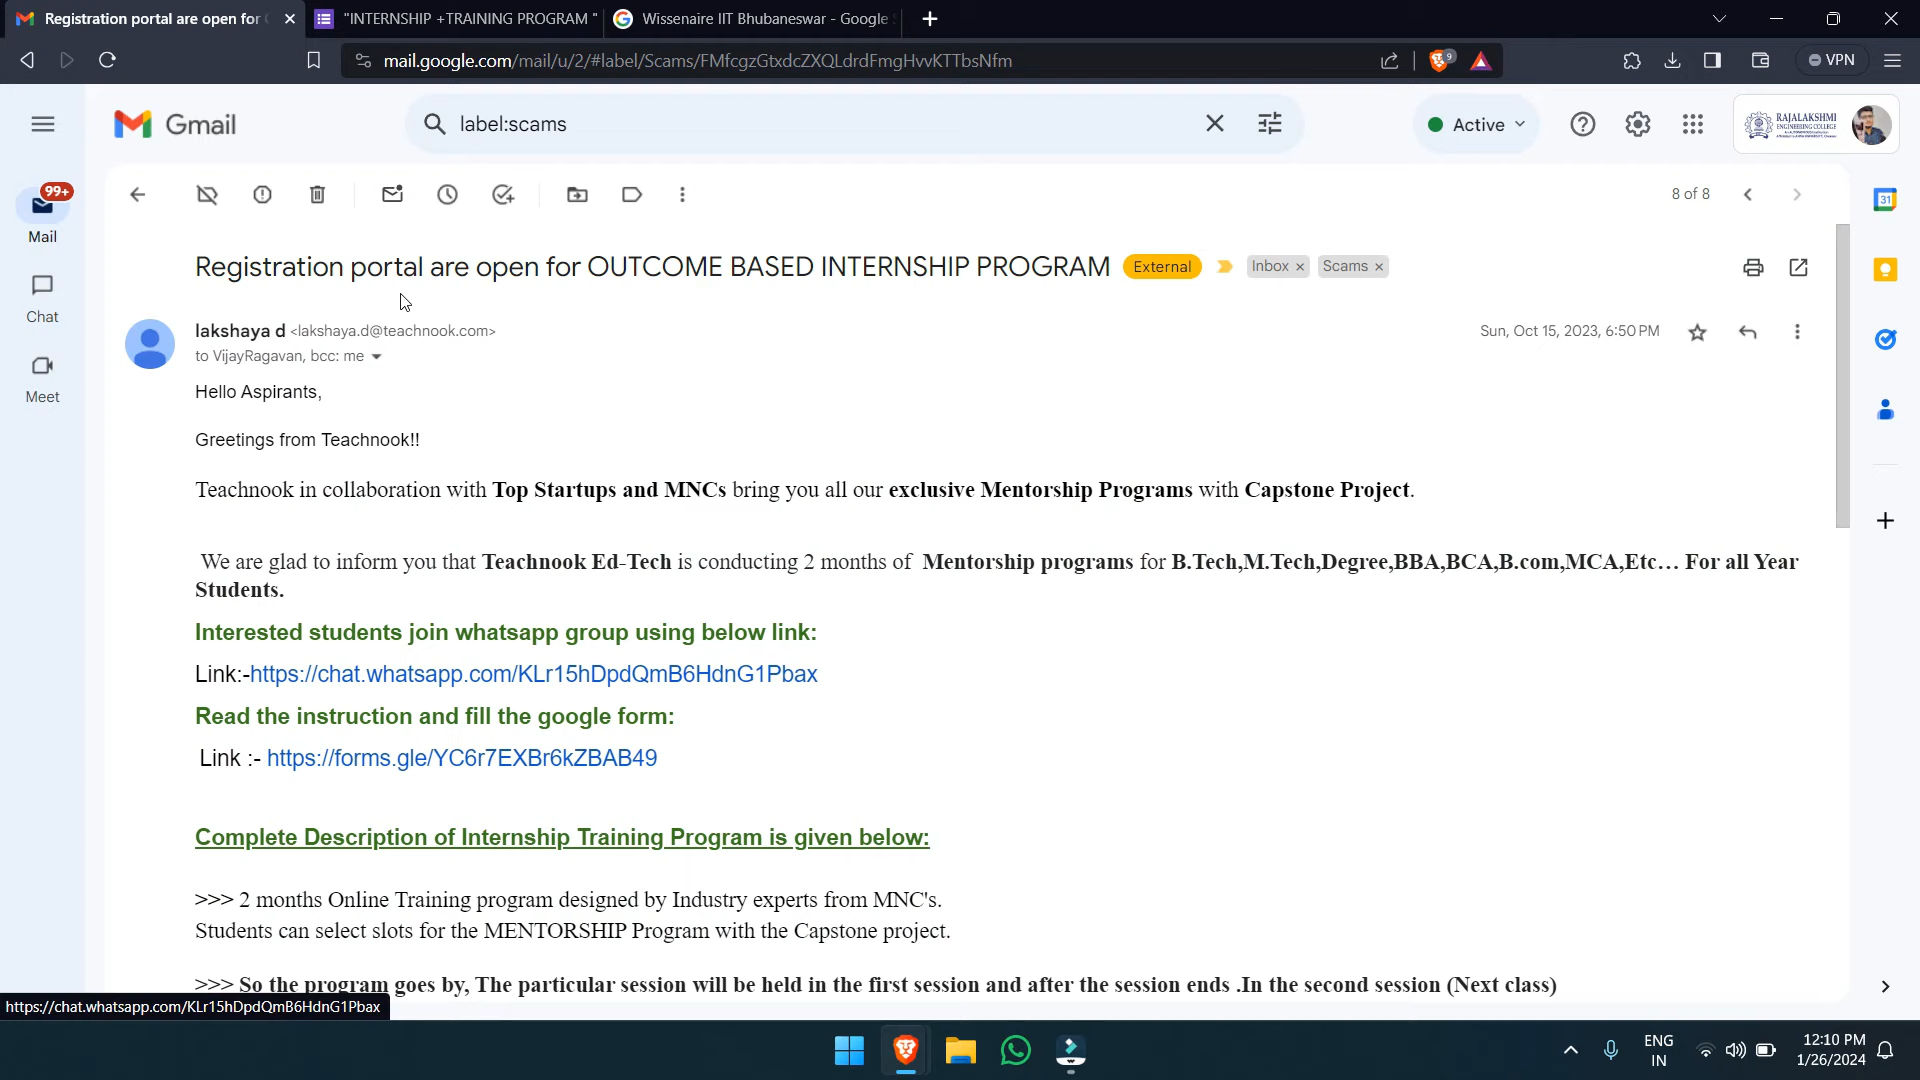 Registration portal are open for
"INTERNSHIP +TRAINING PROGRAM "
Wissenaire IIT Bhubaneswar - Google
mail.google.com/mail/u/2/#label/Scams/FMfcgzGtxdcZXQLdrdFmgHvvKTTbsNfm
9
VPN
Gmail
label:scams
Active
RAJALAKSHMI
ENGINEERING COLLEGE
99+
Mail
Chat
Meet
8 of 8
31
Registration portal are open for OUTCOME BASED INTERNSHIP PROGRAM External Inbox × Scams ×
lakshaya d <lakshaya.d@teachnook.com>
Sun, Oct 15, 2023, 6:50 PM
to VijayRagavan, bcc: me
Hello Aspirants,
Greetings from Teachnook!!
Teachnook in collaboration with Top Startups and MNCs bring you all our exclusive Mentorship Programs with Capstone Project.
We are glad to inform you that Teachnook Ed-Tech is conducting 2 months of Mentorship programs for B.Tech,M.Tech,Degree,BBA,BCA,B.com,MCA,Etc… For all Year
Students.
Interested students join whatsapp group using below link:
Link:-https://chat.whatsapp.com/KLr15hDpdQmB6HdnG1Pbax
Read the instruction and fill the google form:
Link :- https://forms.gle/YC6r7EXBr6kZBAB49
Complete Description of Internship Training Program is given below:
>>> 2 months Online Training program designed by Industry experts from MNC's.
Students can select slots for the MENTORSHIP Program with the Capstone project.
>>> So the program goes by, The particular session will be held in the first session and after the session ends .In the second session (Next class)
https://chat.whatsapp.com/KLr15hDpdQmB6HdnG1Pbax
ENG
IN
12:10 PM
1/26/2024